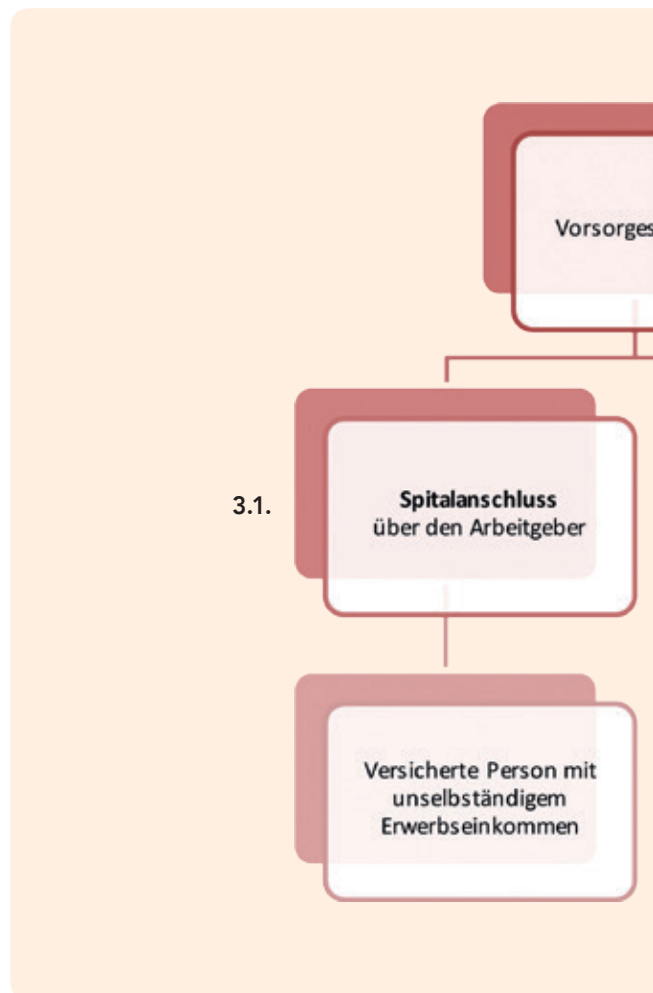 Vorsorges
3.1.
Spitalanschluss
über den Arbeitgeber
Versicherte Person mit
unselbständigem
Erwerbseinkommen